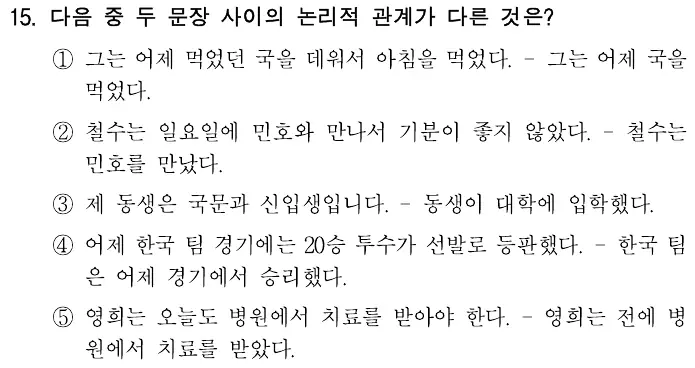 15. 다음 중 두 문장 사이의 논리적 관계가 다른 것은?
① 그는 어제 먹었던 국을 데워서 아침을 먹었다. - 그는 어제 국을
먹었다.
② 철수는 일요일에 민호와 만나서 기분이 좋지 않았다. - 철수는
민호를 만났다.
③ 제 동생은 국문과 신입생입니다. - 동생이 대학에 입학했다.
④ 어제 한국 팀 경기에는 20승 투수가 선발로 등판했다. - 한국 팀
은 어제 경기에서 승리했다.
⑤ 영희는 오늘도 병원에서 치료를 받아야 한다. - 영희는 전에 병
원에서 치료를 받았다.